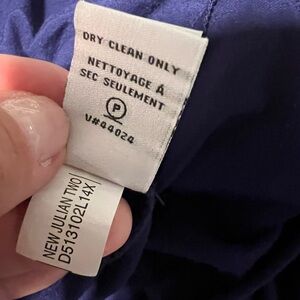 DRY CLEAN ONLY
NETTOYAGE À
SEC SEULEMENT
P
V#44024
NEW JULIAN TWO
D513102L14X